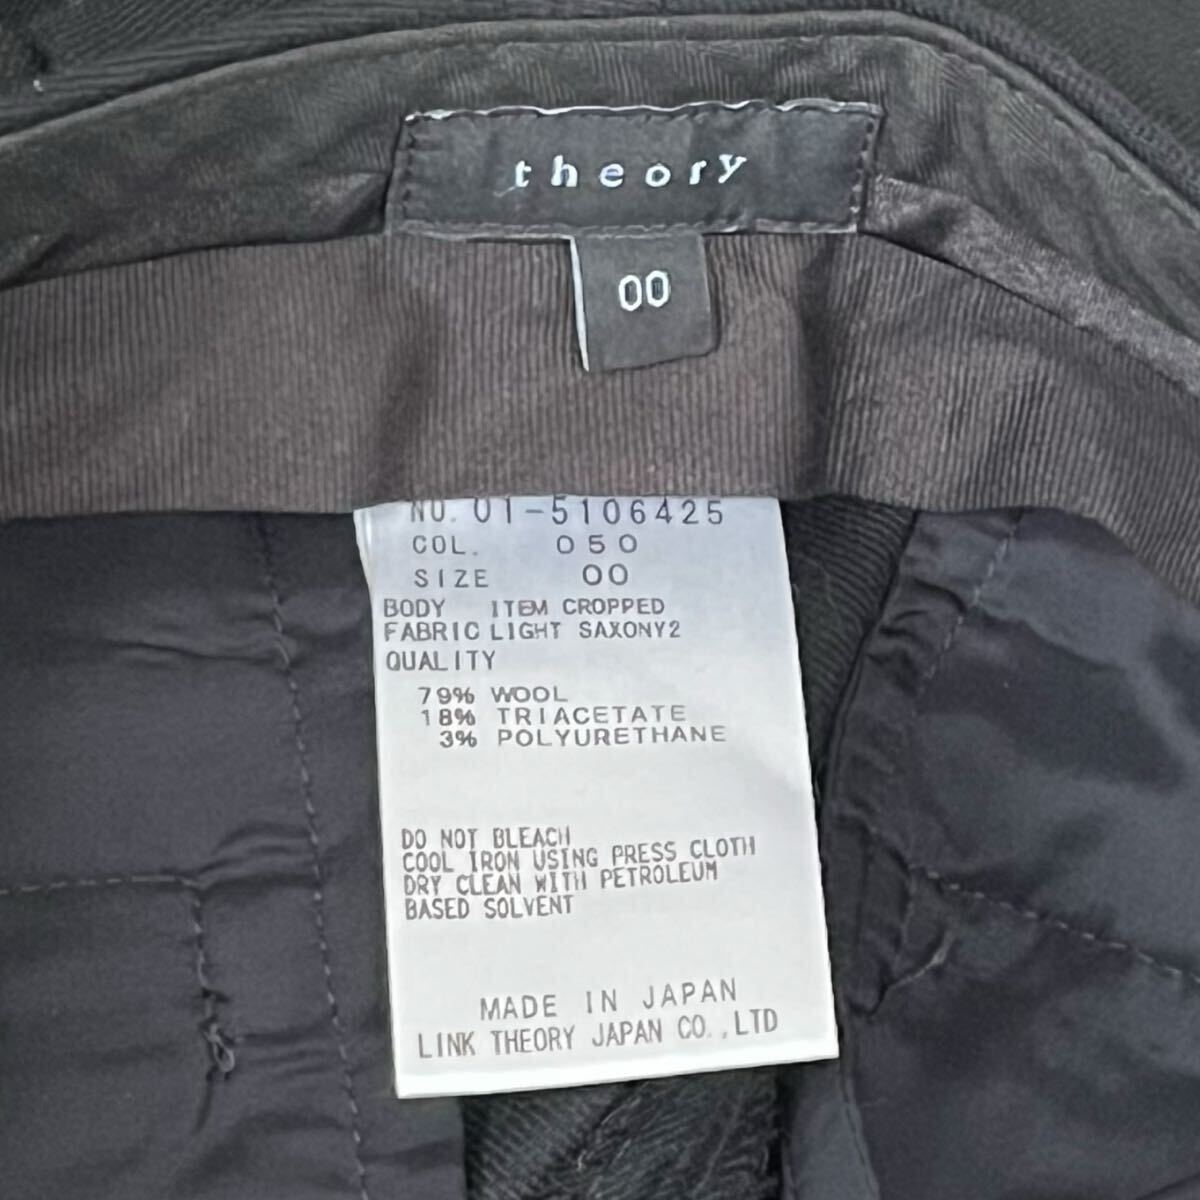 theory
00
NO. 01-5106425
COL. 050
SIZE 00
BODY ITEM CROPPED
FABRIC LIGHT SAXONY2
QUALITY
79% WOOL
18% TRIACETATE
3% POLYURETHANE
DO NOT BLEACH
COOL IRON USING PRESS CLOTH
DRY CLEAN WITH PETROLEUM
BASED SOLVENT
MADE IN JAPAN
LINK THEORY JAPAN CO.,LTD